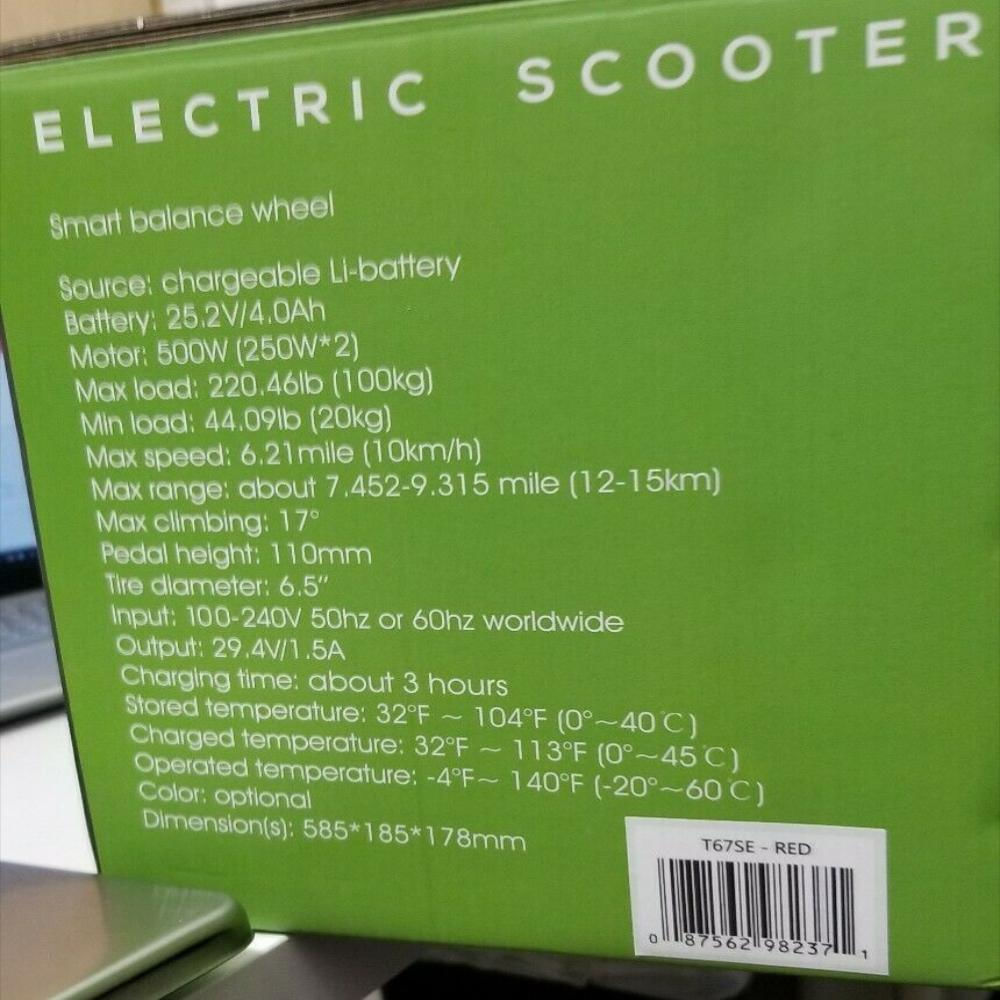 ELECTRIC SCOOTER
Smart balance wheel
Source: chargeable Li-battery
Battery: 25.2V/4.0Ah
Motor: 500W (250W*2)
Max load: 220.46lb (100kg)
Min load: 44.09lb (20kg)
Max speed: 6.21mile (10km/h)
Max range: about 7.452-9.315 mile (12-15km)
Max climbing: 17°
Pedal height: 110mm
Tire diameter: 6.5"
Input: 100-240V 50hz or 60hz worldwide
Output: 29.4V/1.5A
Charging time: about 3 hours
Stored temperature: 32°F ~ 104°F (0°~40℃)
Charged temperature: 32°F ~ 113°F (0°~45℃)
Operated temperature: -4°F~ 140°F (-20°~60℃)
Color: optional
Dimension(s): 585*185*178mm
T67SE - RED
0 87562 98237 1